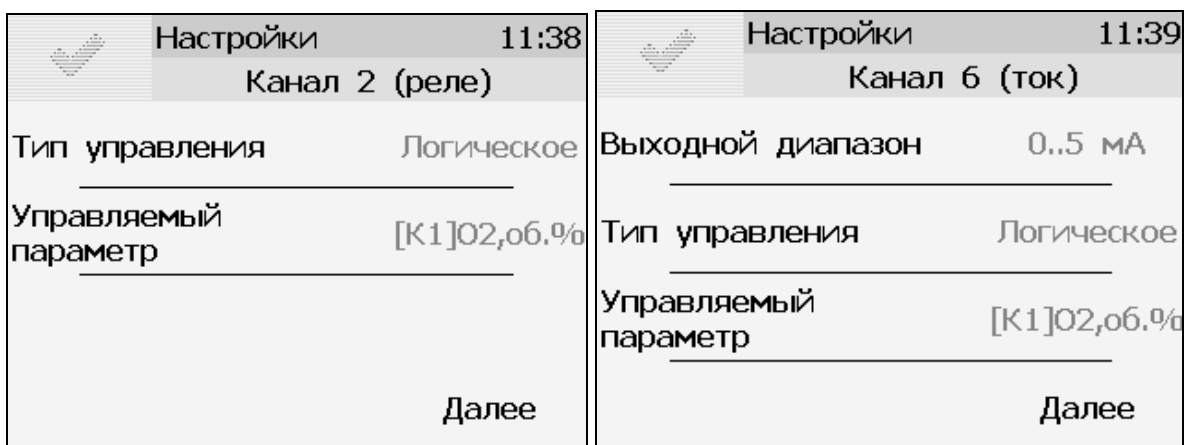 Настройки 11:38
Канал 2 (реле)
Тип управления Логическое
Управляемый
параметр [К1]О2,об.%
Далее
Настройки 11:39
Канал 6 (ток)
Выходной диапазон 0..5 мА
Тип управления Логическое
Управляемый
параметр [К1]О2,об.%
Далее